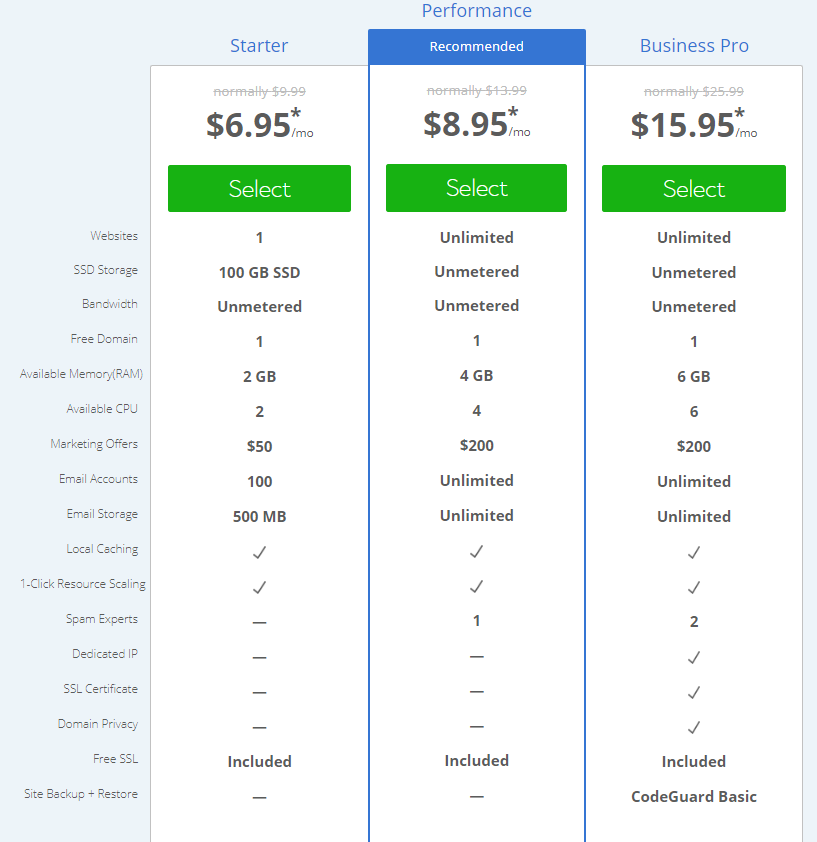 Performance
Starter Recommended Business Pro
normally $9.99 normally $13.99 normally $25.99
$6.95*/mo $8.95*/mo $15.95*/mo
Select Select Select
Websites 1 Unlimited Unlimited
SSD Storage 100 GB SSD Unmetered Unmetered
Bandwidth Unmetered Unmetered Unmetered
Free Domain 1 1 1
Available Memory(RAM) 2 GB 4 GB 6 GB
Available CPU 2 4 6
Marketing Offers $50 $200 $200
Email Accounts 100 Unlimited Unlimited
Email Storage 500 MB Unlimited Unlimited
Local Caching ✓ ✓ ✓
1-Click Resource Scaling ✓ ✓ ✓
Spam Experts — 1 2
Dedicated IP — — ✓
SSL Certificate — — ✓
Domain Privacy — — ✓
Free SSL Included Included Included
Site Backup + Restore — — CodeGuard Basic